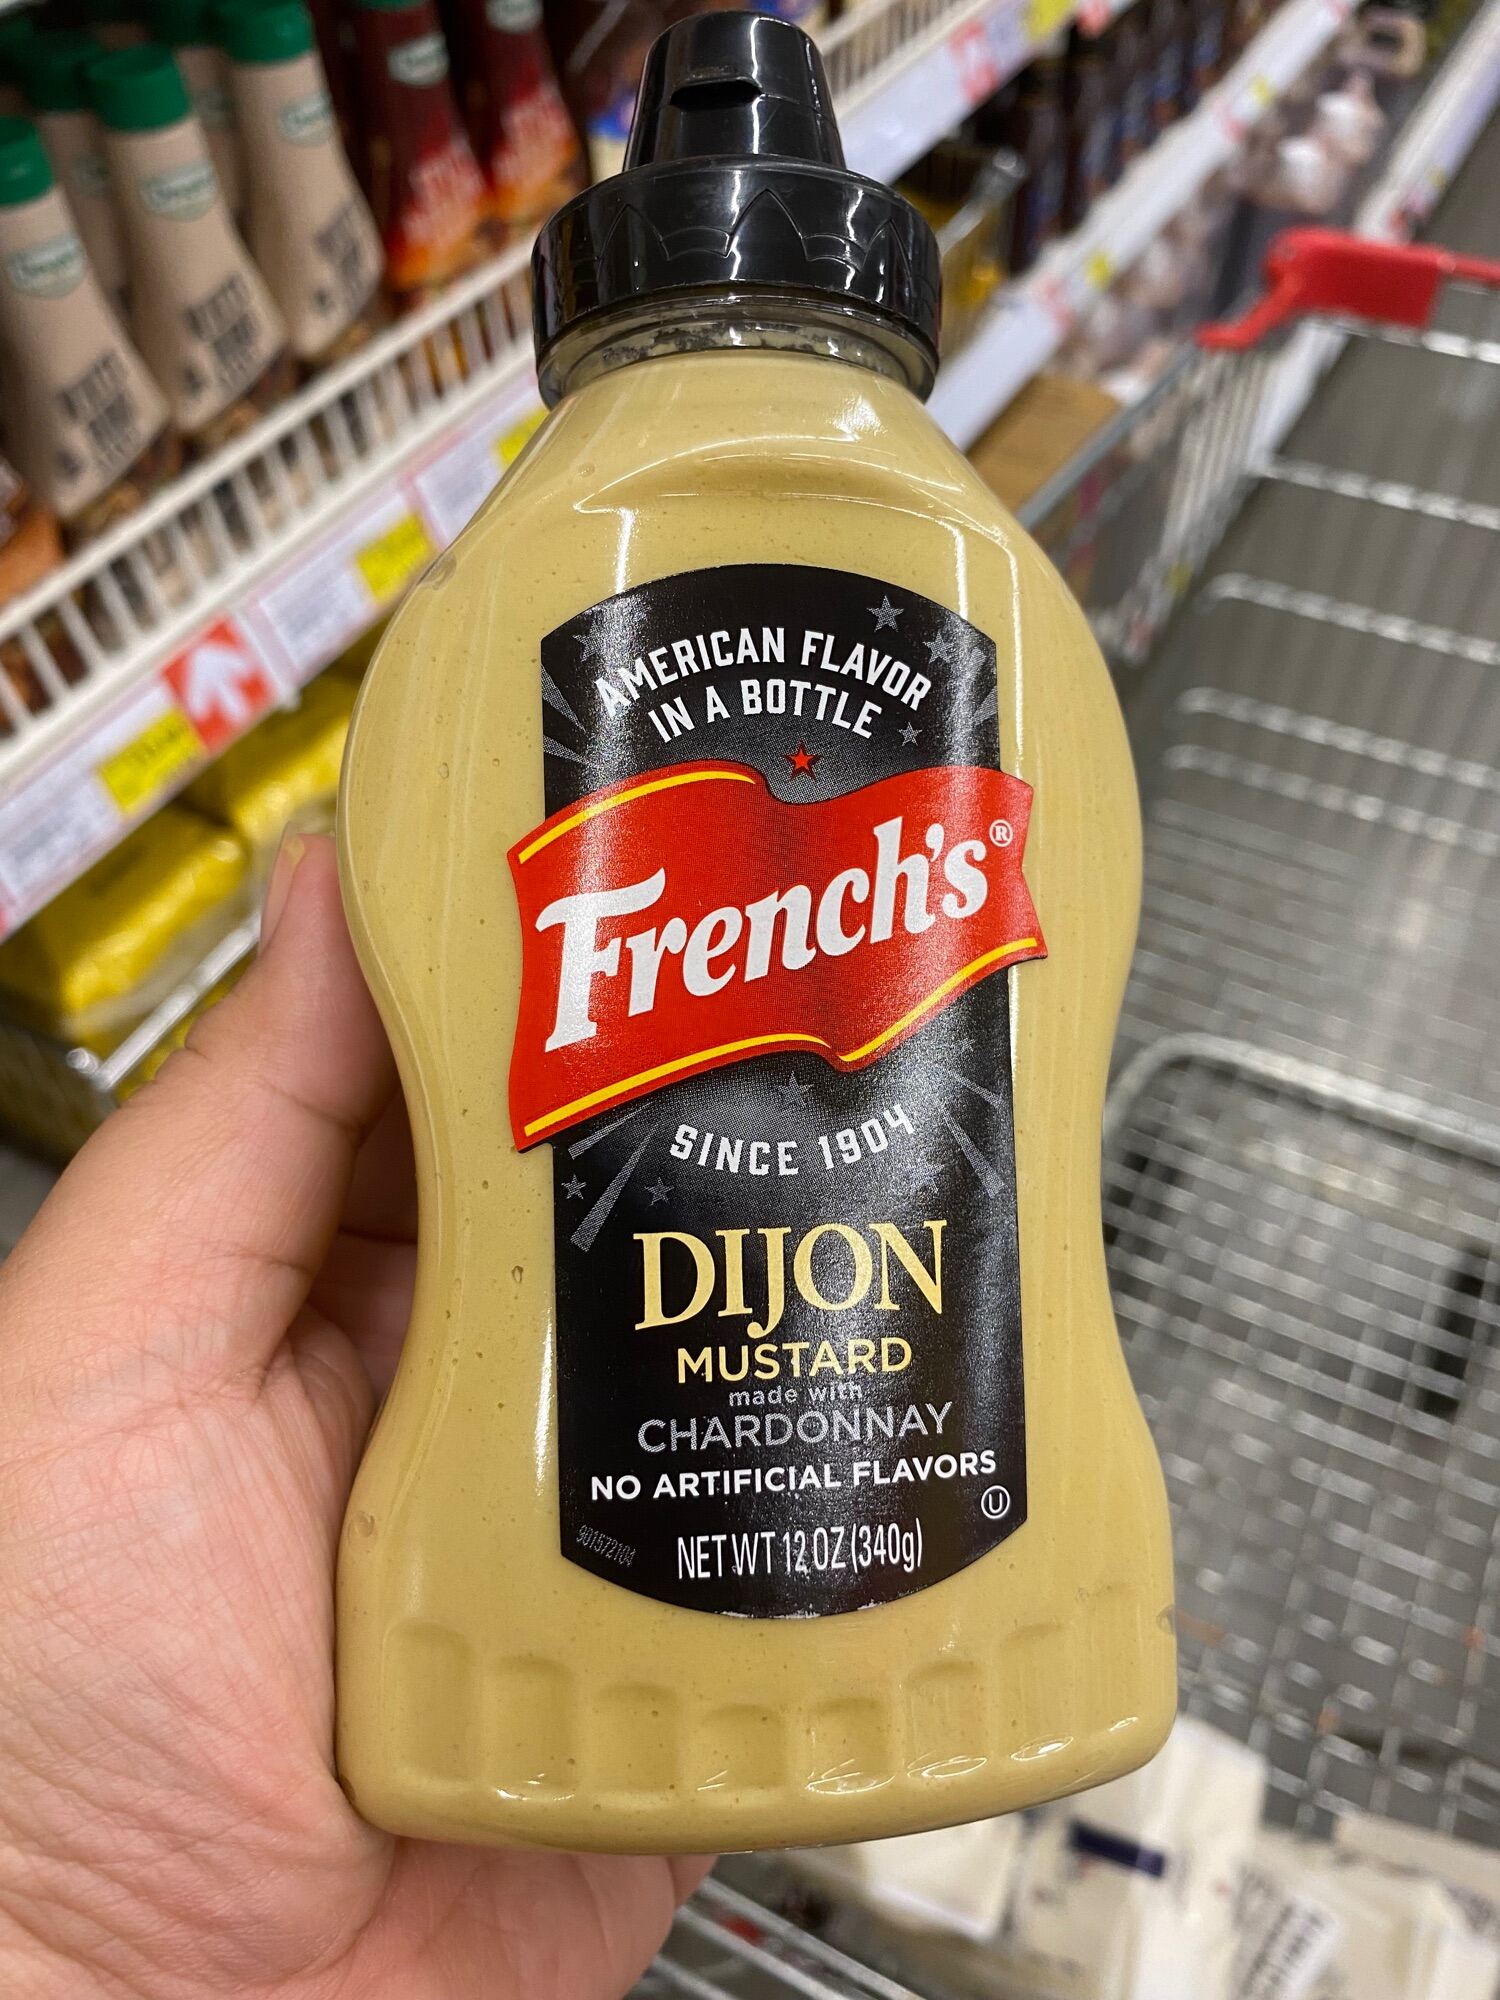 AMERICAN FLAVOR
IN A BOTTLE
French's®
SINCE 1904
DIJON
MUSTARD
made with
CHARDONNAY
NO ARTIFICIAL FLAVORS
U
NET WT 12 OZ (340g)
901572104